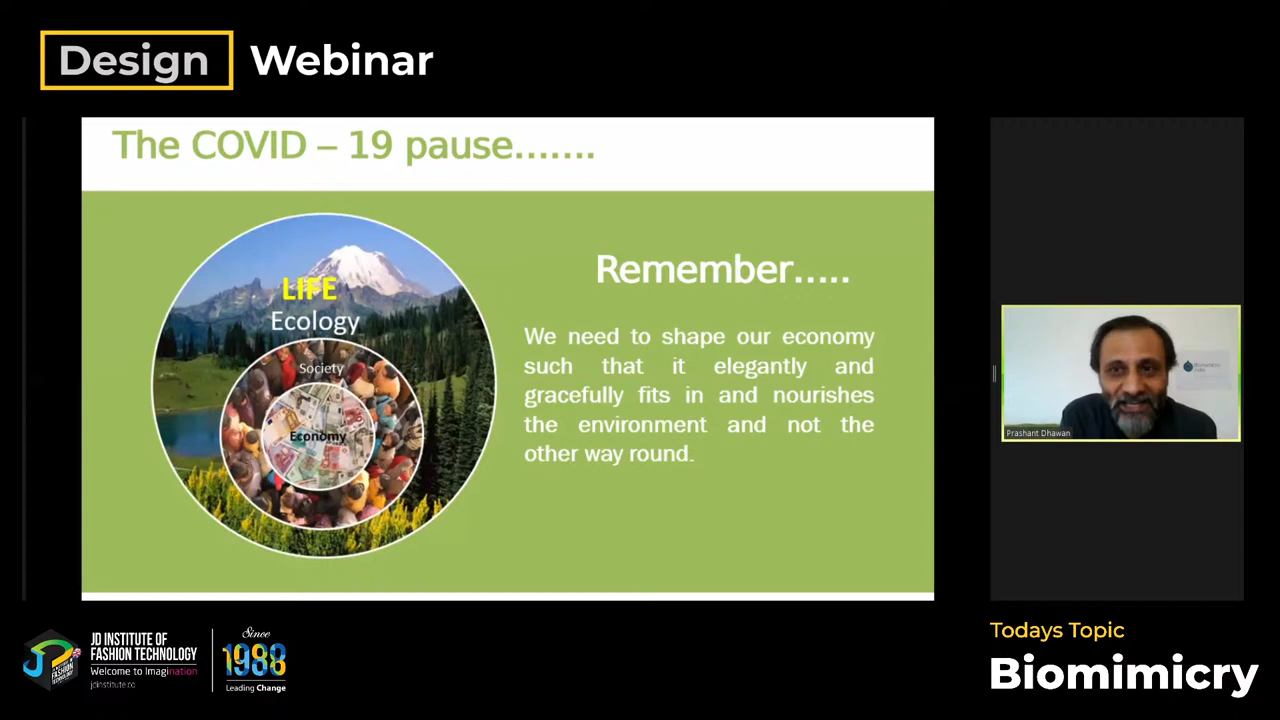 Design Webinar
The COVID – 19 pause.......
LIFE
Ecology
Society
Economy
Remember.....
We need to shape our economy
such that it elegantly and
gracefully fits in and nourishes
the environment and not the
other way round.
Prashant Dhawan
JD INSTITUTE OF
FASHION TECHNOLOGY
Welcome to Imagination
jdinstitute.co
Since
1988
Leading Change
Todays Topic
Biomimicry